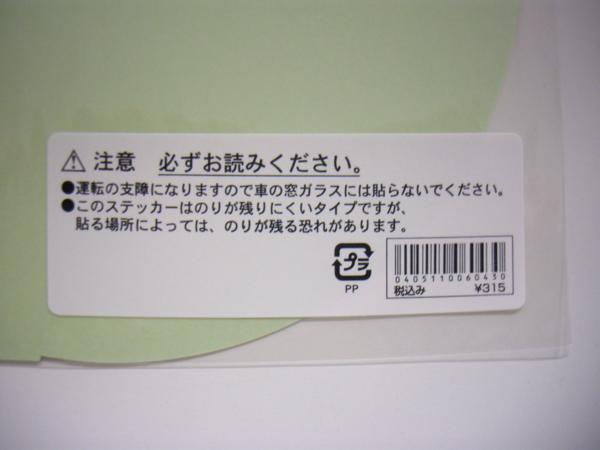 ⚠ 注意 必ずお読みください。
●運転の支障になりますので車の窓ガラスには貼らないでください。
●このステッカーはのりが残りにくいタイプですが、
貼る場所によっては、のりが残る恐れがあります。
プラ
PP
0405110060430
税込み ¥315